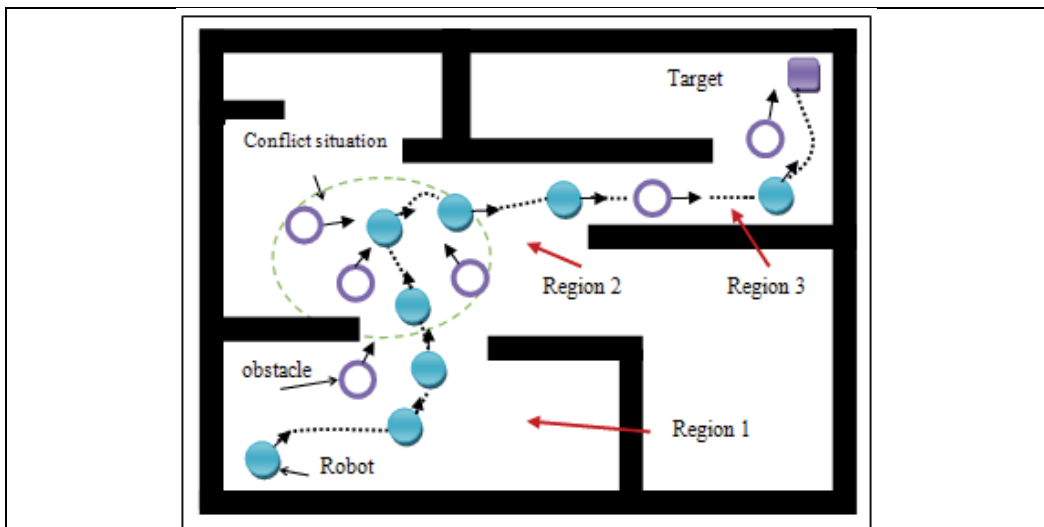 Target
Conflict situation
Region 2
Region 3
obstacle
Region 1
Robot